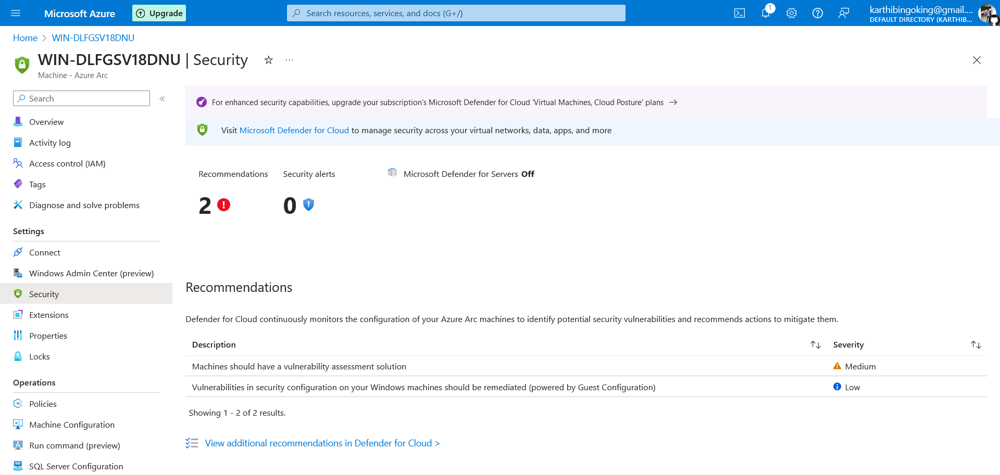 Microsoft Azure
Upgrade
Search resources, services, and docs (G+/)
1
karthibingoking@gmail....
DEFAULT DIRECTORY (KARTHIB...
Home > WIN-DLFGSV18DNU
WIN-DLFGSV18DNU | Security
...
Machine - Azure Arc
Search
«
Overview
Activity log
Access control (IAM)
Tags
Diagnose and solve problems
Settings
Connect
Windows Admin Center (preview)
Security
Extensions
Properties
Locks
Operations
Policies
Machine Configuration
Run command (preview)
SQL Server Configuration
For enhanced security capabilities, upgrade your subscription's Microsoft Defender for Cloud 'Virtual Machines, Cloud Posture' plans →
Visit Microsoft Defender for Cloud to manage security across your virtual networks, data, apps, and more
Recommendations
2
Security alerts
0
Microsoft Defender for Servers Off
Recommendations
Defender for Cloud continuously monitors the configuration of your Azure Arc machines to identify potential security vulnerabilities and recommends actions to mitigate them.
Description ↑↓ Severity ↑↓
Machines should have a vulnerability assessment solution Medium
Vulnerabilities in security configuration on your Windows machines should be remediated (powered by Guest Configuration) Low
Showing 1 - 2 of 2 results.
View additional recommendations in Defender for Cloud >